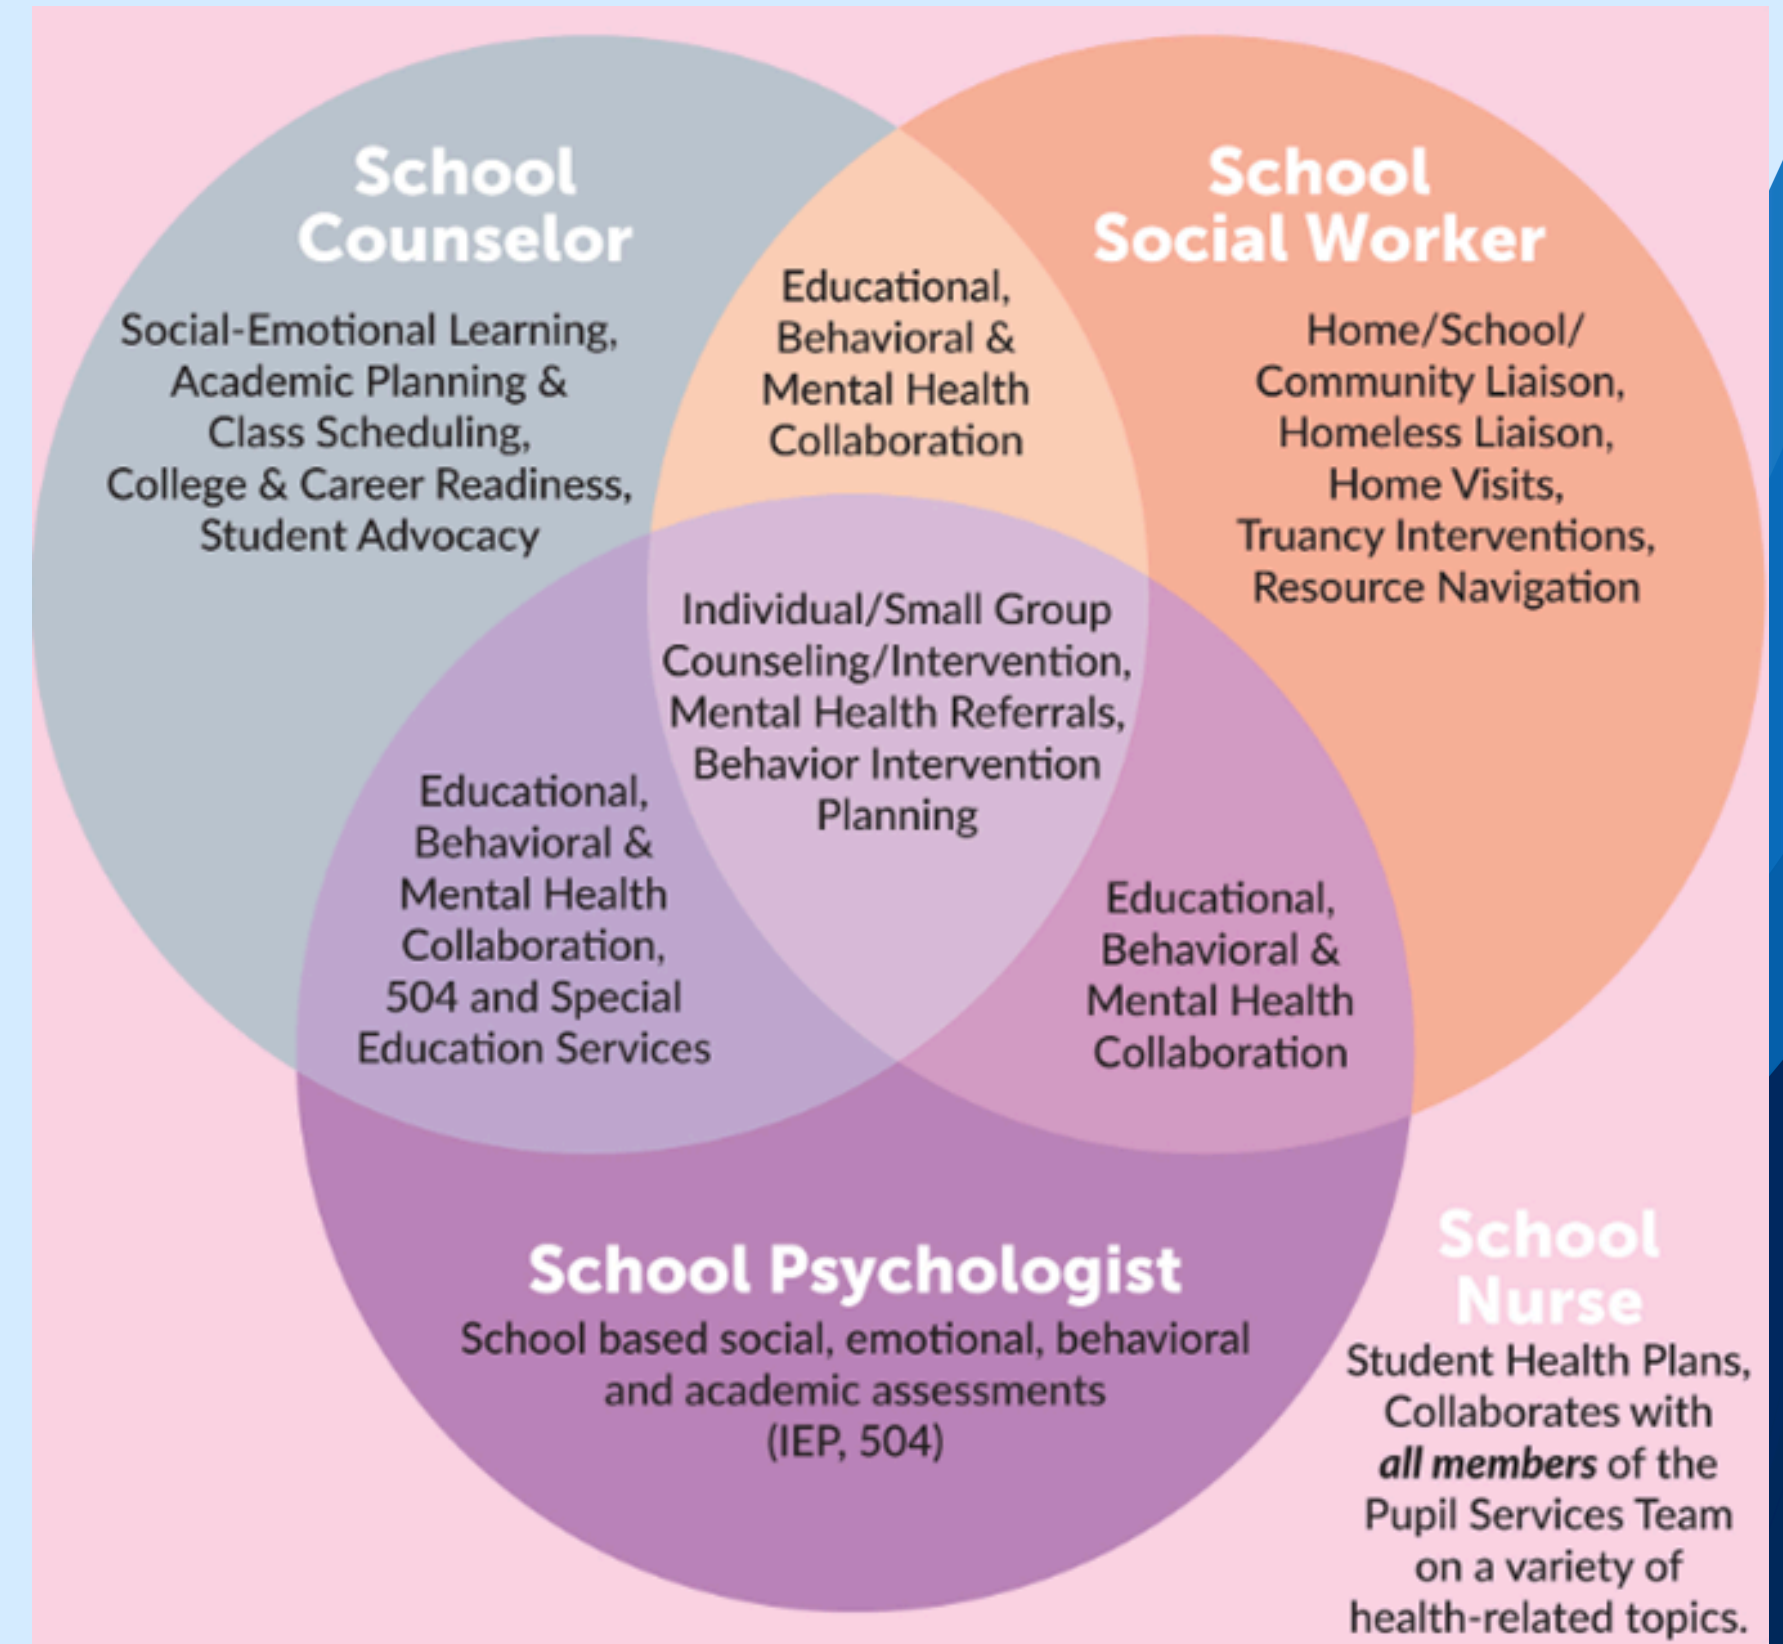 School
Counselor
Social-Emotional Learning,
Academic Planning &
Class Scheduling,
College & Career Readiness,
Student Advocacy
Educational,
Behavioral &
Mental Health
Collaboration
School
Social Worker
Home/School/
Community Liaison,
Homeless Liaison,
Home Visits,
Truancy Interventions,
Resource Navigation
Individual/Small Group
Counseling/Intervention,
Mental Health Referrals,
Behavior Intervention
Planning
Educational,
Behavioral &
Mental Health
Collaboration,
504 and Special
Education Services
Educational,
Behavioral &
Mental Health
Collaboration
School Psychologist
School based social, emotional, behavioral
and academic assessments
(IEP, 504)
School
Nurse
Student Health Plans,
Collaborates with
all members of the
Pupil Services Team
on a variety of
health-related topics.